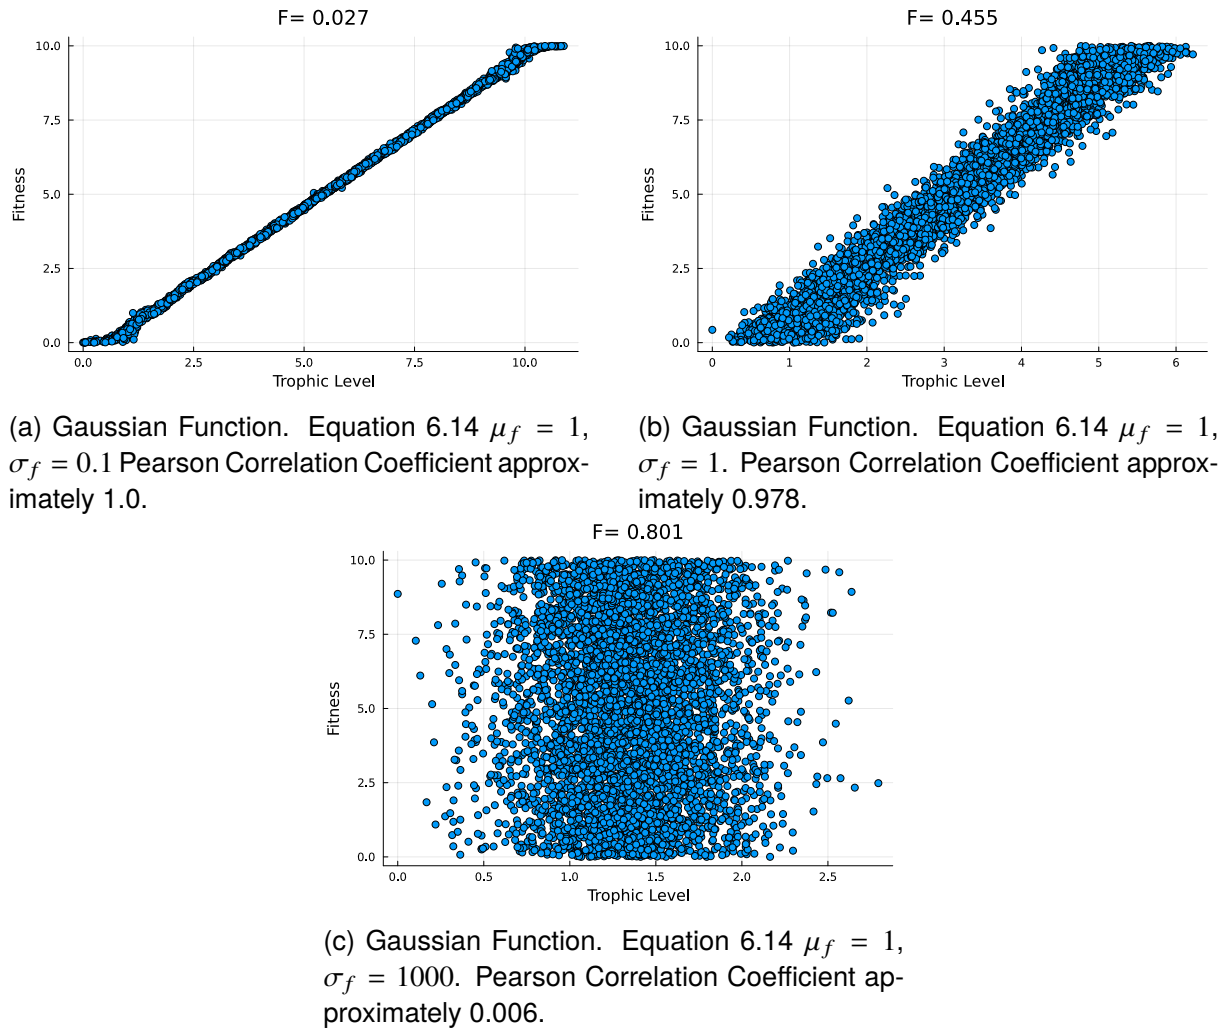 F= 0.027
10.0
7.5
5.0
2.5
0.0
Fitness
0.0 2.5 5.0 7.5 10.0
Trophic Level
(a) Gaussian Function. Equation 6.14 μ_f = 1,
σ_f = 0.1 Pearson Correlation Coefficient approx-
imately 1.0.
F= 0.455
10.0
7.5
5.0
2.5
0.0
Fitness
0 1 2 3 4 5 6
Trophic Level
(b) Gaussian Function. Equation 6.14 μ_f = 1,
σ_f = 1. Pearson Correlation Coefficient approx-
imately 0.978.
F= 0.801
10.0
7.5
5.0
2.5
0.0
Fitness
0.0 0.5 1.0 1.5 2.0 2.5
Trophic Level
(c) Gaussian Function. Equation 6.14 μ_f = 1,
σ_f = 1000. Pearson Correlation Coefficient ap-
proximately 0.006.